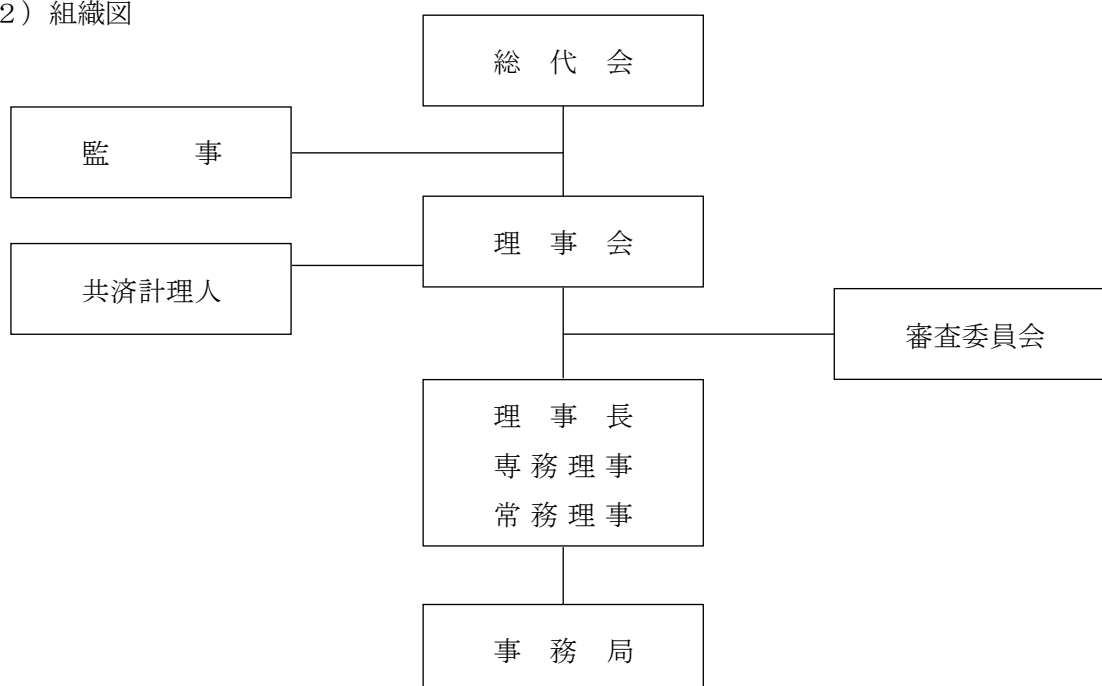 2）組織図
総　代　会
監　　　事
理　事　会
共済計理人
審査委員会
理　事　長
専 務 理 事
常 務 理 事
事　務　局